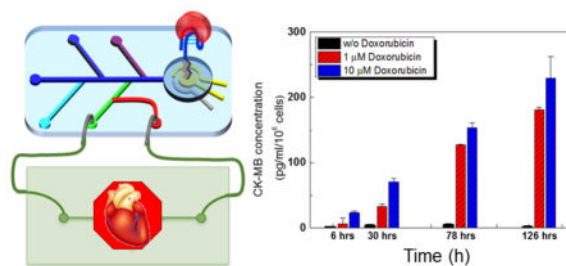 w/o Doxorubicin
1 μM Doxorubicin
10 μM Doxorubicin
CK-MB concentration
(pg/ml/10⁶ cells)
300
200
100
0
6 hrs 30 hrs 78 hrs 126 hrs
Time (h)